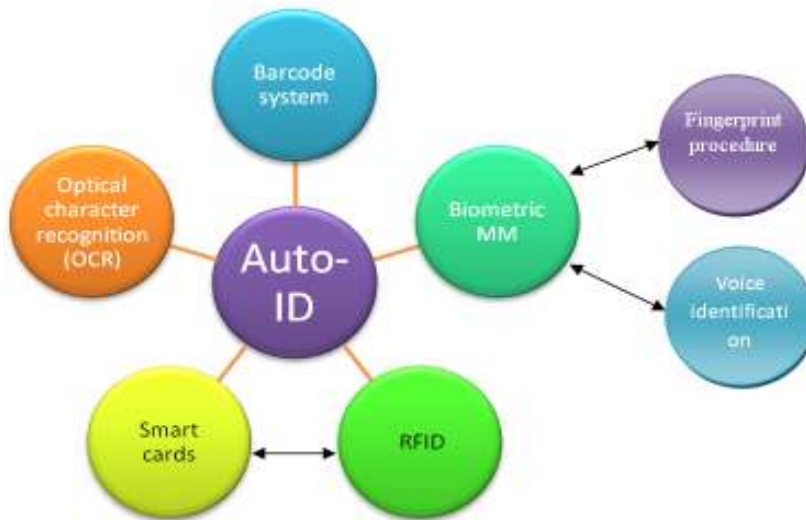 Barcode
system
Fingerprint
procedure
Optical
character
recognition
(OCR)
Biometric
MM
Auto-
ID
Voice
identificati
on
Smart
cards
RFID